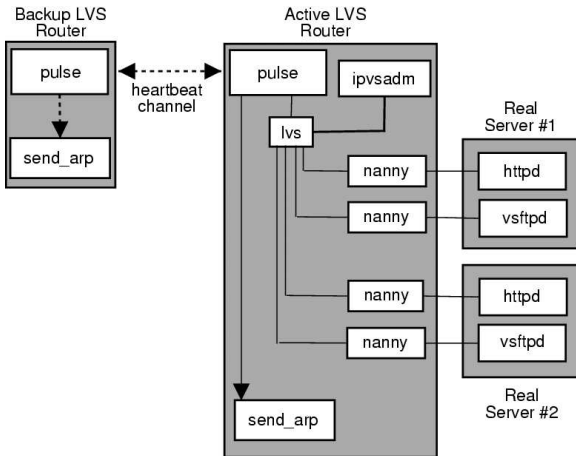 Backup LVS
Router
pulse
send_arp
heartbeat
channel
Active LVS
Router
pulse
ipvsadm
lvs
nanny
nanny
nanny
nanny
send_arp
Real
Server #1
httpd
vsftpd
httpd
vsftpd
Real
Server #2